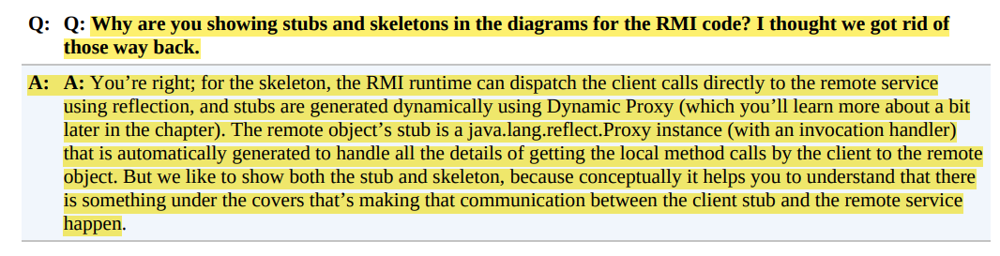 Q: Q: Why are you showing stubs and skeletons in the diagrams for the RMI code? I thought we got rid of
those way back.
A: A: You’re right; for the skeleton, the RMI runtime can dispatch the client calls directly to the remote service
using reflection, and stubs are generated dynamically using Dynamic Proxy (which you’ll learn more about a bit
later in the chapter). The remote object’s stub is a java.lang.reflect.Proxy instance (with an invocation handler)
that is automatically generated to handle all the details of getting the local method calls by the client to the remote
object. But we like to show both the stub and skeleton, because conceptually it helps you to understand that there
is something under the covers that’s making that communication between the client stub and the remote service
happen.